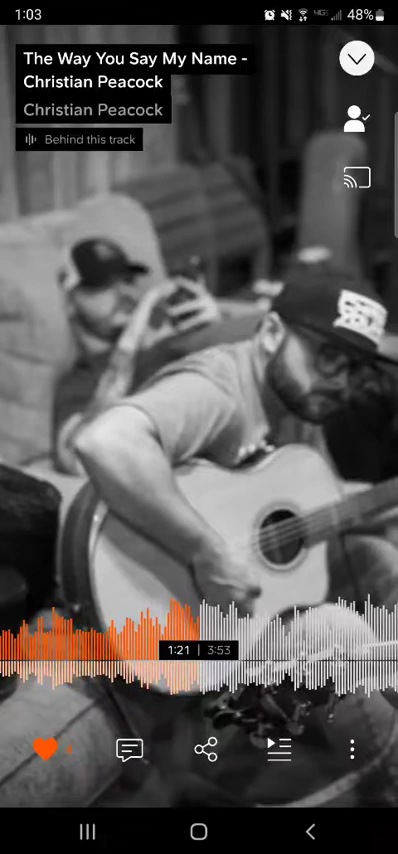 1:03
48%
The Way You Say My Name -
Christian Peacock
Christian Peacock
Behind this track
1:21 | 3:53